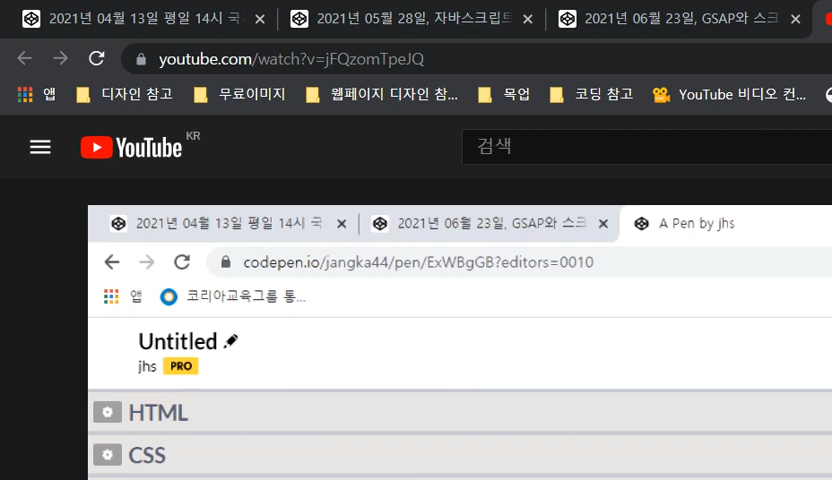 2021년 04월 13일 평일 14시 국
2021년 05월 28일, 자바스크립트
2021년 06월 23일, GSAP와 스크
youtube.com/watch?v=jFQzomTpeJQ
앱 디자인 참고 무료이미지 웹페이지 디자인 참... 목업 코딩 참고 YouTube 비디오 컨...
YouTube KR
검색
2021년 04월 13일 평일 14시 국
2021년 06월 23일, GSAP와 스크
A Pen by jhs
codepen.io/jangka44/pen/ExWBgGB?editors=0010
앱 코리아교육그룹 통...
Untitled
jhs PRO
HTML
CSS